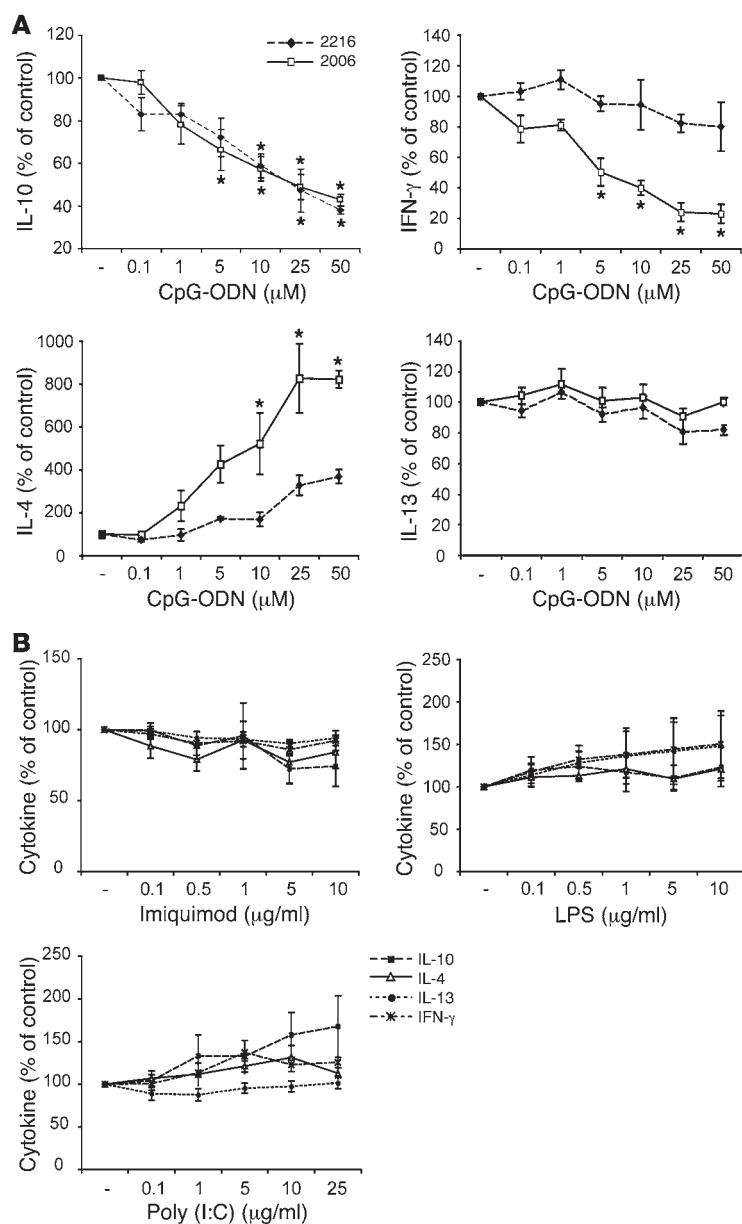 A
IL-10 (% of control)
120
100
80
60
40
20
2216
2006
* * * *
* * * *
- 0.1 1 5 10 25 50
CpG-ODN (μM)
IFN-γ (% of control)
140
120
100
80
60
40
20
0
* * * *
- 0.1 1 5 10 25 50
CpG-ODN (μM)
IL-4 (% of control)
1000
800
600
400
200
0
* * *
- 0.1 1 5 10 25 50
CpG-ODN (μM)
IL-13 (% of control)
140
120
100
80
60
40
20
0
- 0.1 1 5 10 25 50
CpG-ODN (μM)
B
Cytokine (% of control)
150
100
50
0
- 0.1 0.5 1 5 10
Imiquimod (μg/ml)
Cytokine (% of control)
250
200
150
100
50
0
- 0.1 0.5 1 5 10
LPS (μg/ml)
Cytokine (% of control)
250
200
150
100
50
0
- 0.1 1 5 10 25
Poly (I:C) (μg/ml)
IL-10
IL-4
IL-13
IFN-γ